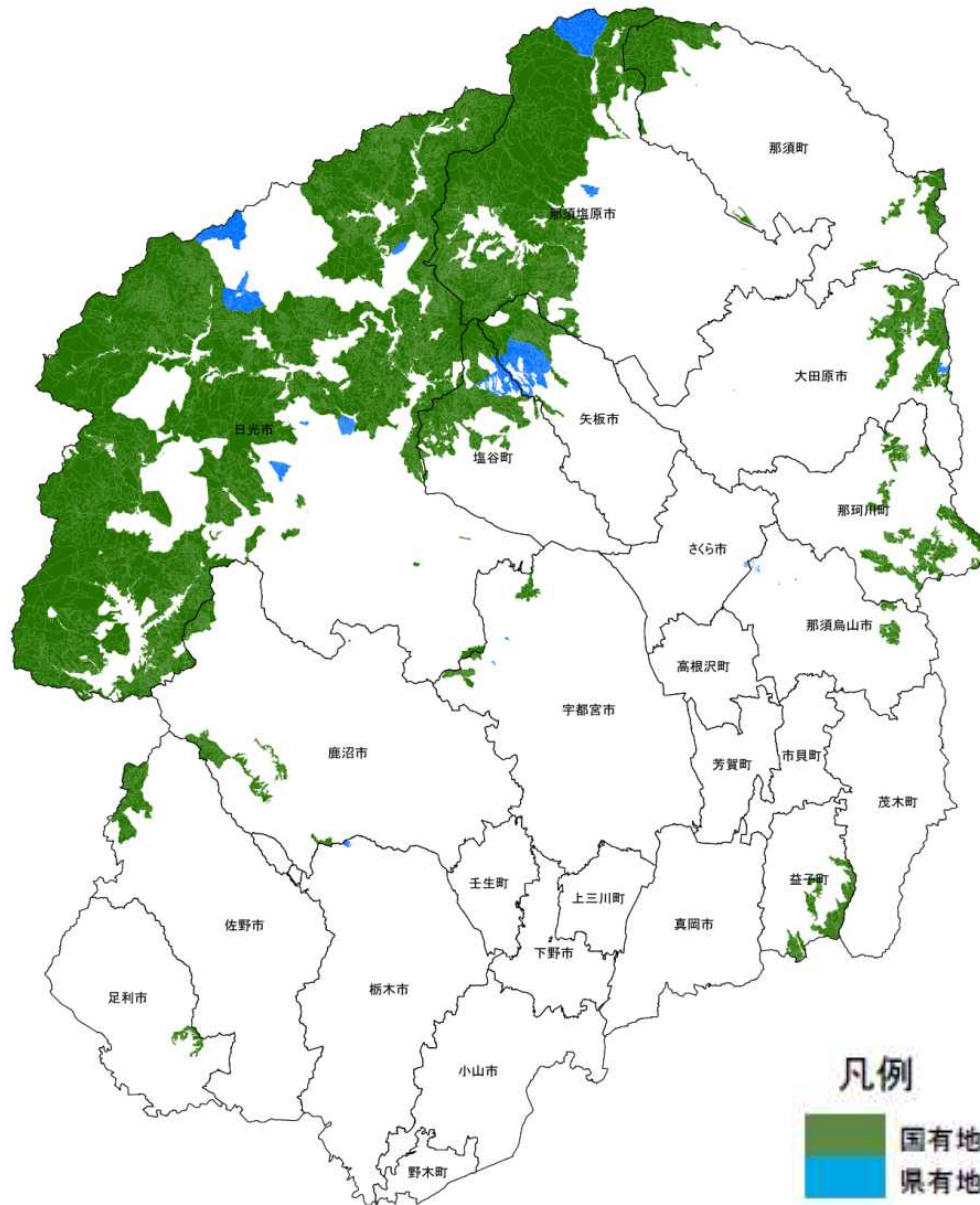 那須町
那須塩原市
大田原市
矢板市
日光市
塩谷町
那珂川町
さくら市
那須烏山市
高根沢町
宇都宮市
鹿沼市
市貝町
芳賀町
茂木町
益子町
壬生町
上三川町
佐野市
真岡市
下野市
栃木市
足利市
小山市
野木町
凡例
国有地
県有地